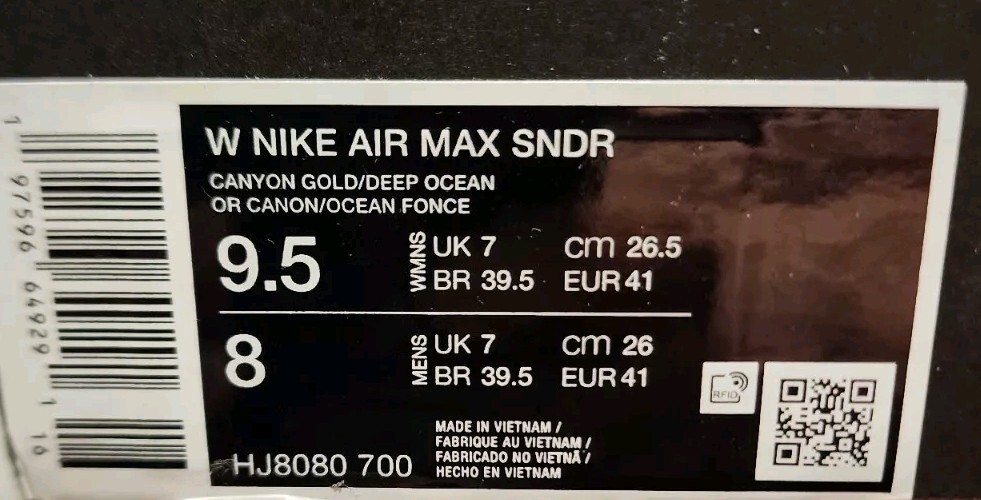 W NIKE AIR MAX SNDR
CANYON GOLD/DEEP OCEAN
OR CANON/OCEAN FONCE
9.5 WMNS UK 7 cm 26.5
BR 39.5 EUR 41
8 MENS UK 7 cm 26
BR 39.5 EUR 41
RFID
MADE IN VIETNAM /
FABRIQUE AU VIETNAM /
FABRICADO NO VIETNÃ /
HECHO EN VIETNAM
HJ8080 700
1 97596 64929 1 16